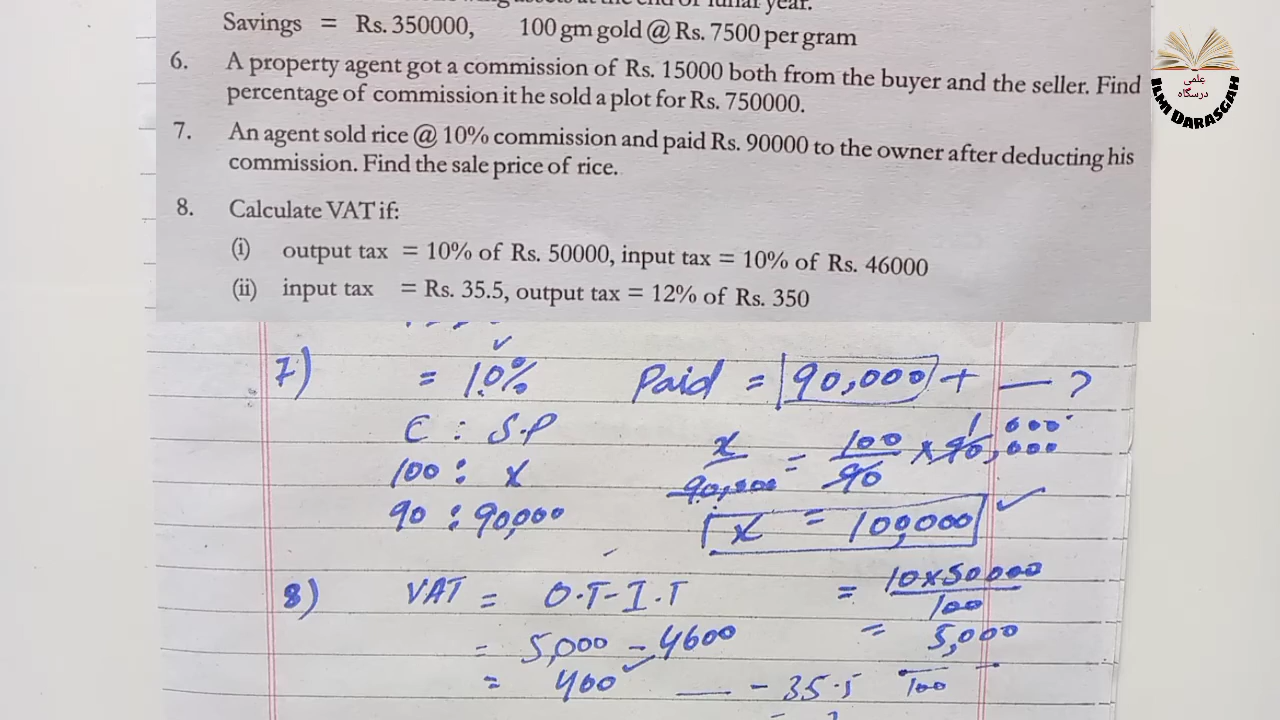 year.
Savings = Rs. 350000, 100 gm gold @ Rs. 7500 per gram
6. A property agent got a commission of Rs. 15000 both from the buyer and the seller. Find
percentage of commission it he sold a plot for Rs. 750000.
7. An agent sold rice @ 10% commission and paid Rs. 90000 to the owner after deducting his
commission. Find the sale price of rice.
8. Calculate VAT if:
(i) output tax = 10% of Rs. 50000, input tax = 10% of Rs. 46000
(ii) input tax = Rs. 35.5, output tax = 12% of Rs. 350
علمی
درسگاہ
ILMI DARASGAH
7) = 10% Paid = 90,000 + — ?
C : S.P
100 : x
90 : 90,000
x/90,000 = 100/90 × 90,000
1 000
x = 100,000
8) VAT = O.T - I.T = 10×50000/100
= 5,000 - 4600 = 5,000
= 400 — - 35.5 100